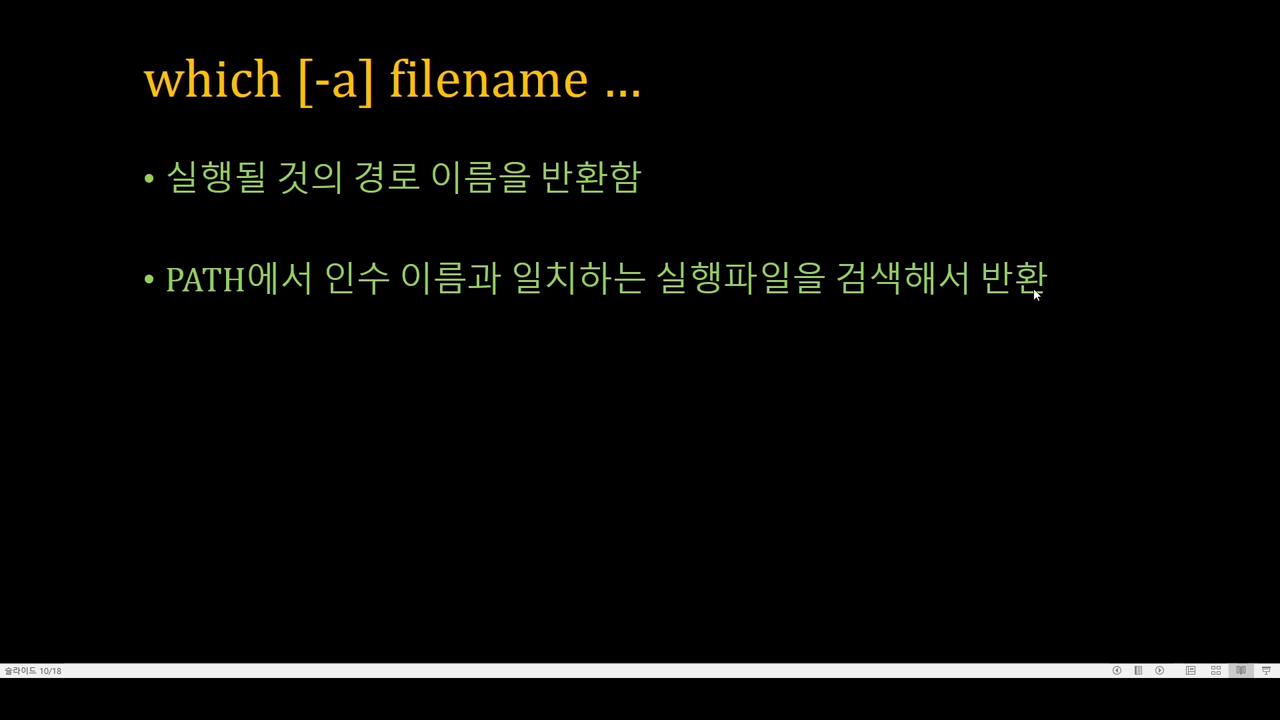 which [-a] filename …
• 실행될 것의 경로 이름을 반환함
• PATH에서 인수 이름과 일치하는 실행파일을 검색해서 반환
슬라이드 10/18